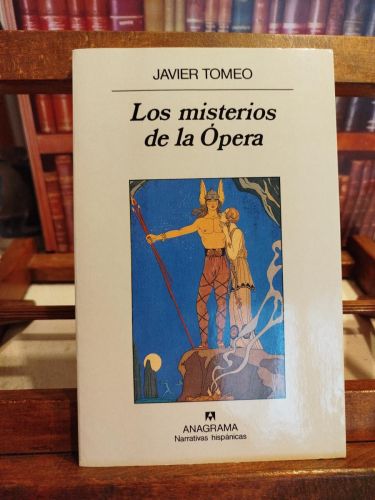 JAVIER TOMEO
Los misterios
de la Ópera
ANAGRAMA
Narrativas hispánicas